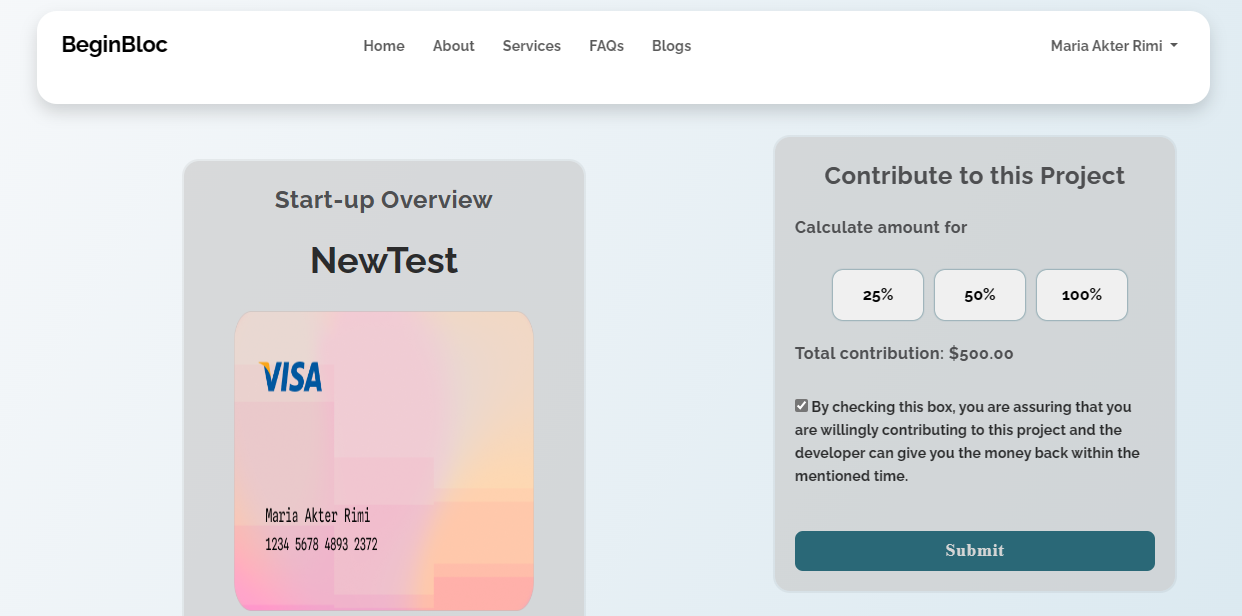 BeginBloc
Home About Services FAQs Blogs
Maria Akter Rimi
Start-up Overview
NewTest
VISA
Maria Akter Rimi
1234 5678 4893 2372
Contribute to this Project
Calculate amount for
25% 50% 100%
Total contribution: $500.00
By checking this box, you are assuring that you
are willingly contributing to this project and the
developer can give you the money back within the
mentioned time.
Submit